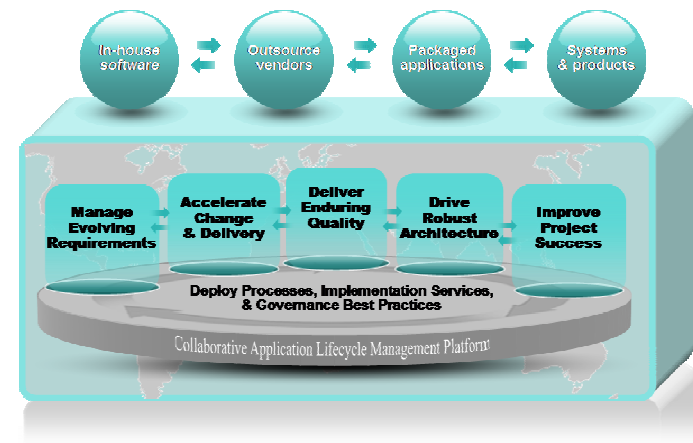 In-house
software
Outsource
vendors
Packaged
applications
Systems
& products
Manage
Evolving
Requirements
Accelerate
Change
& Delivery
Deliver
Enduring
Quality
Drive
Robust
Architecture
Improve
Project
Success
Deploy Processes, Implementation Services,
& Governance Best Practices
Collaborative Application Lifecycle Management Platform